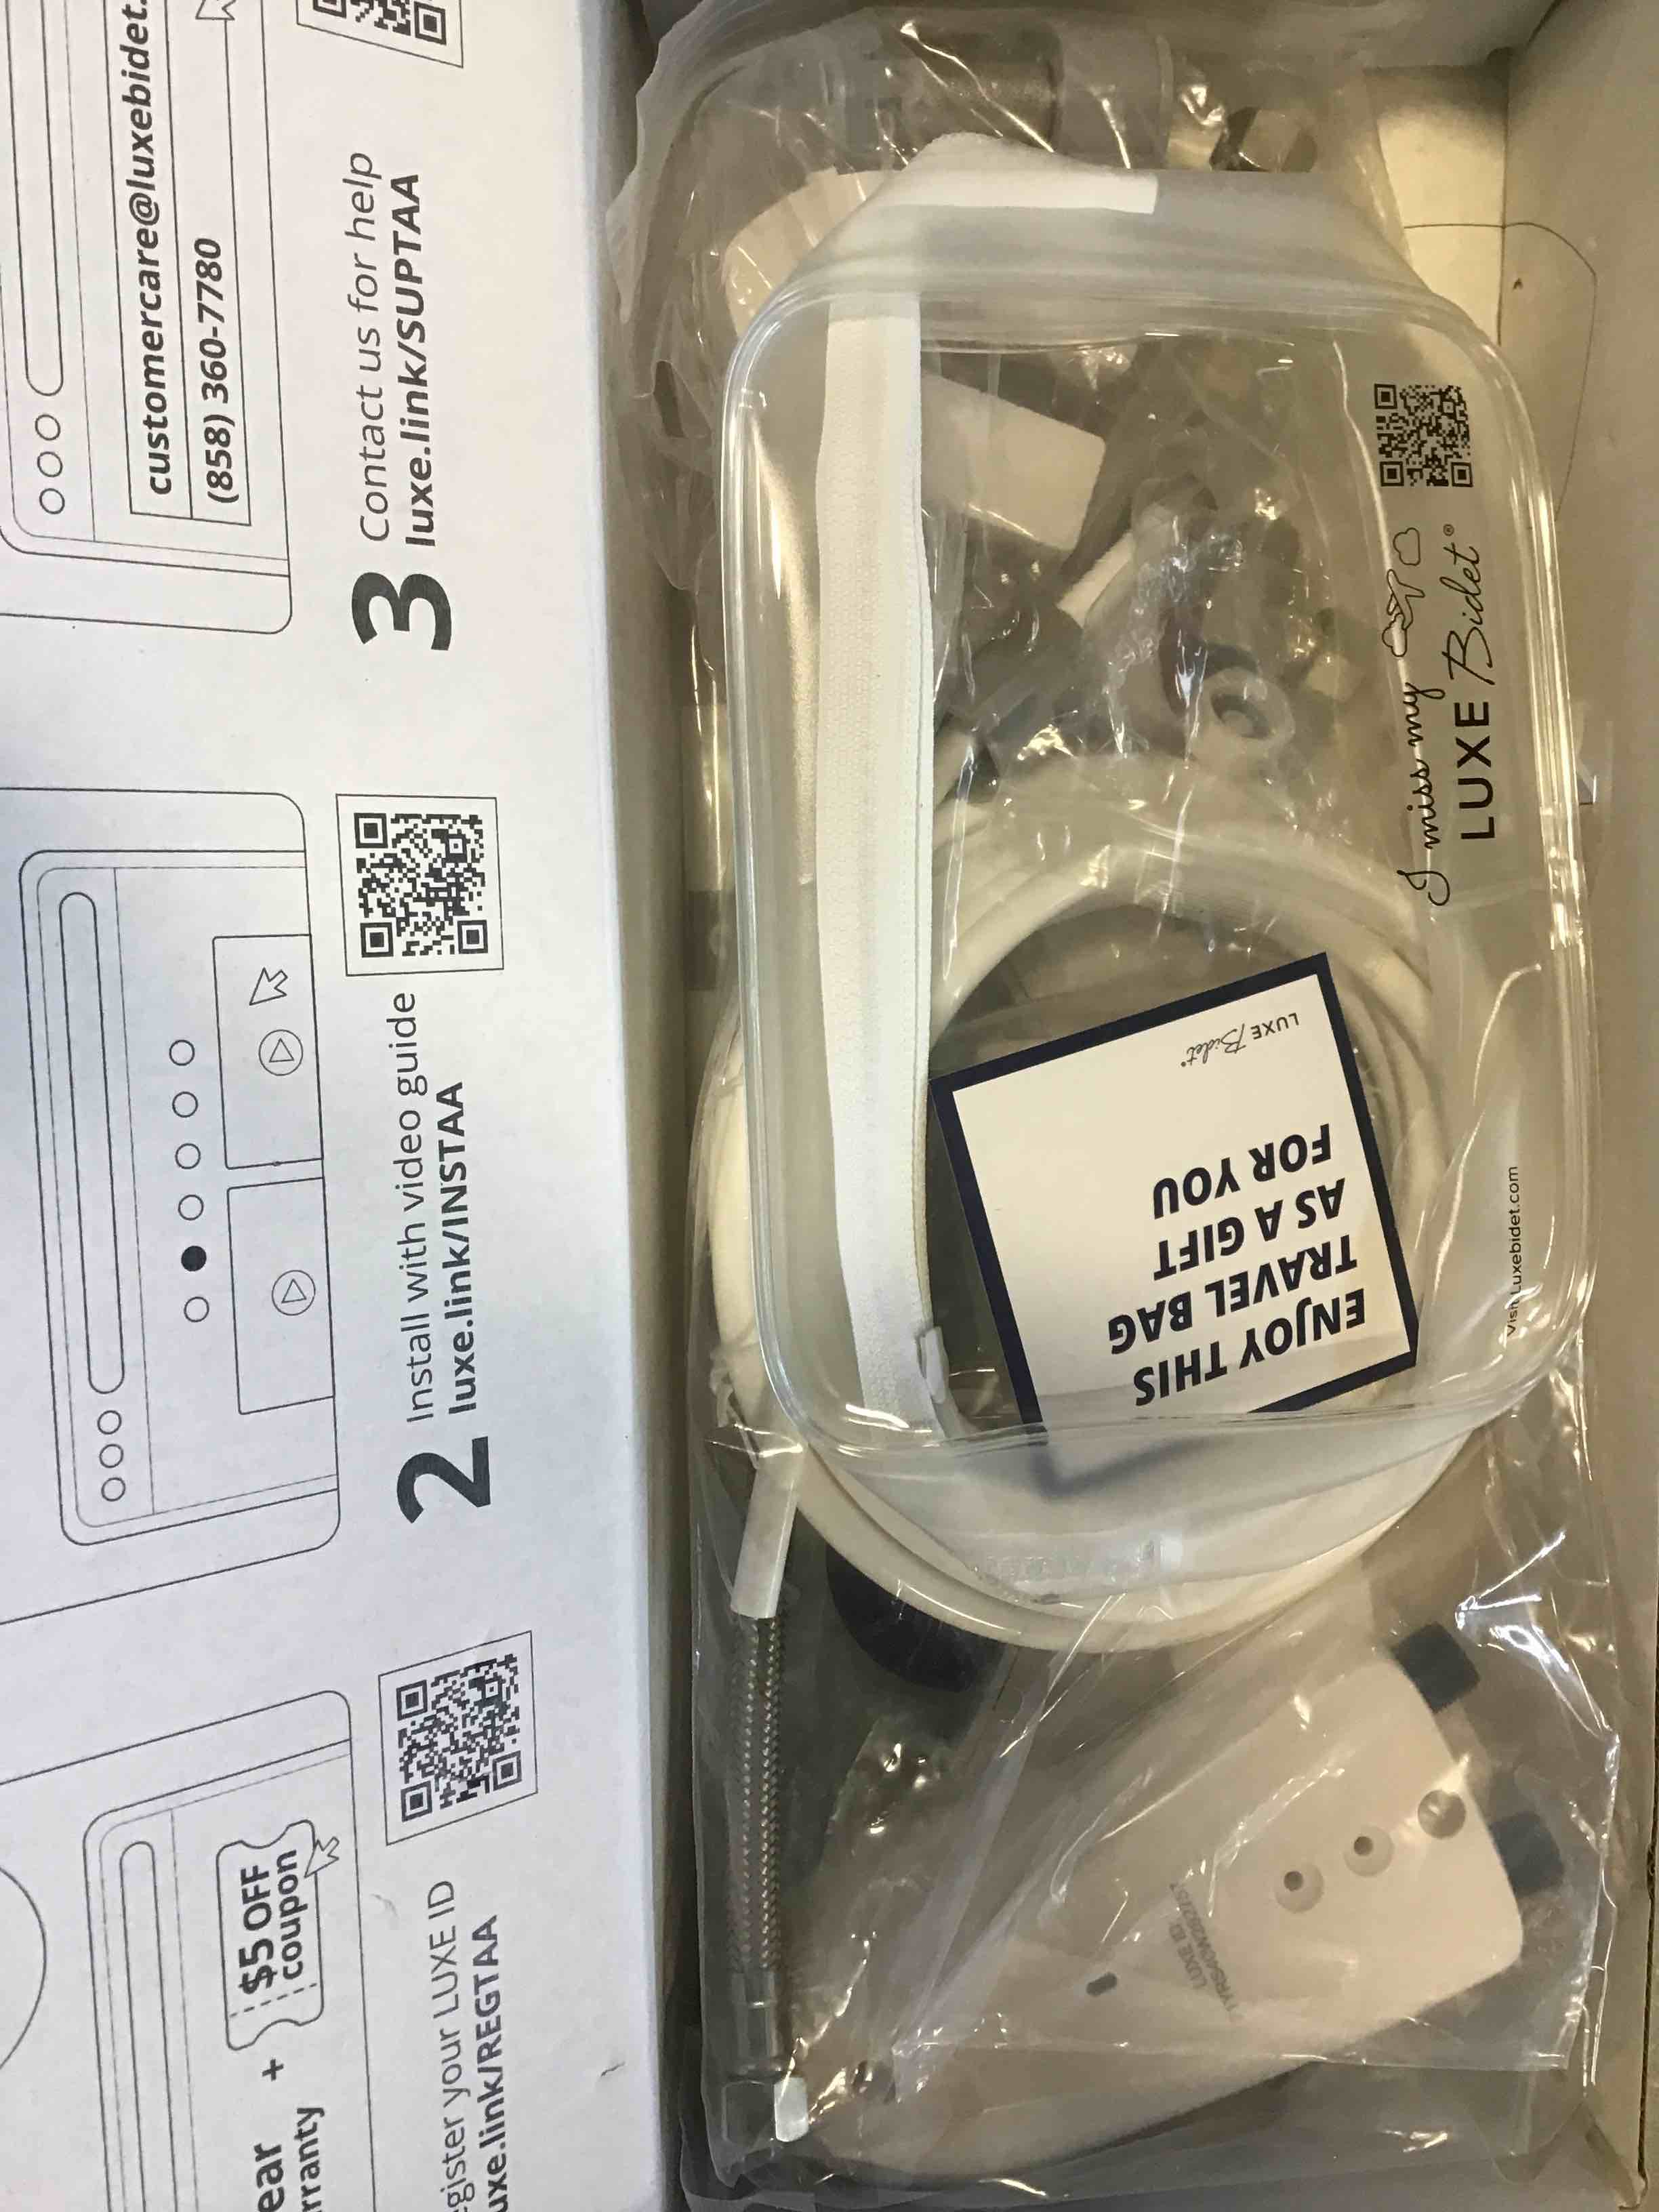 ear
rranty
+
$5 OFF
coupon
gister your LUXE ID
uxe.link/REGTAA
2
Install with video guide
luxe.link/INSTAA
customercare@luxebidet.
(858) 360-7780
3
Contact us for help
luxe.link/SUPTAA
I miss my
LUXE Bidet®
Visit Luxebidet.com
ENJOY THIS
TRAVEL BAG
AS A GIFT
FOR YOU
LUXE Bidet®
LUXE ID